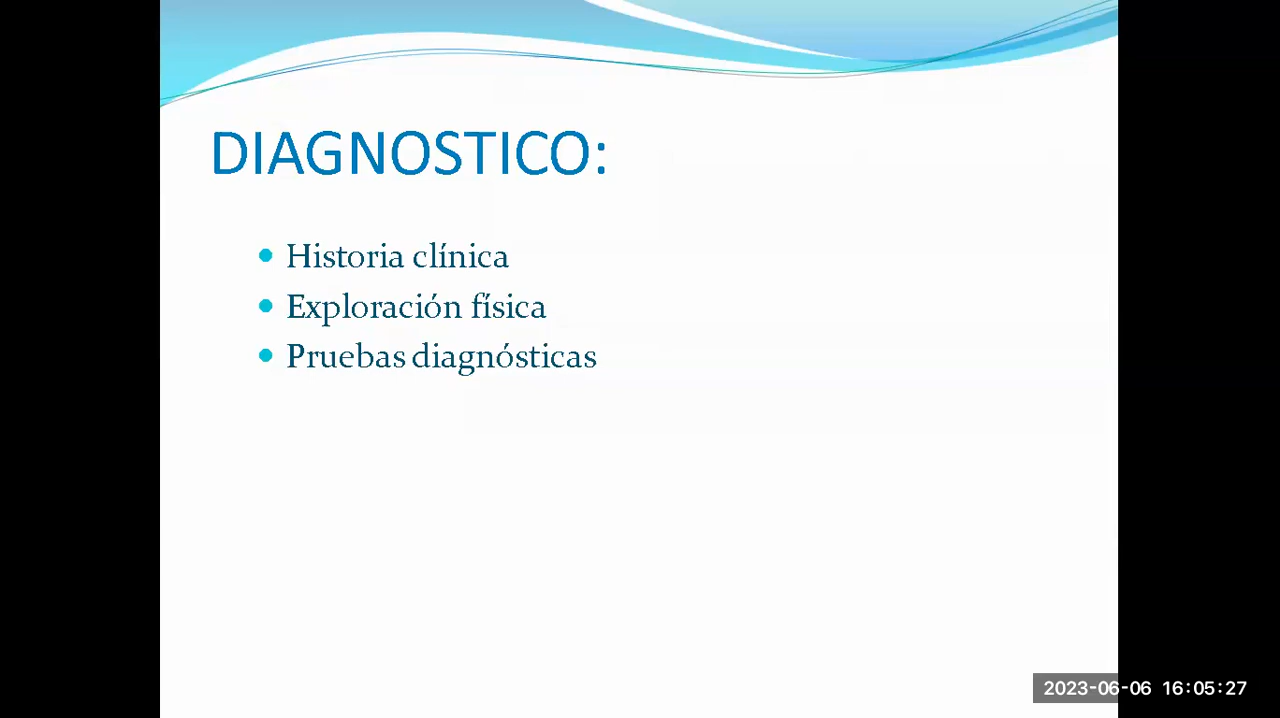 DIAGNOSTICO:
Historia clínica
Exploración física
Pruebas diagnósticas
2023-06-06 16:05:27